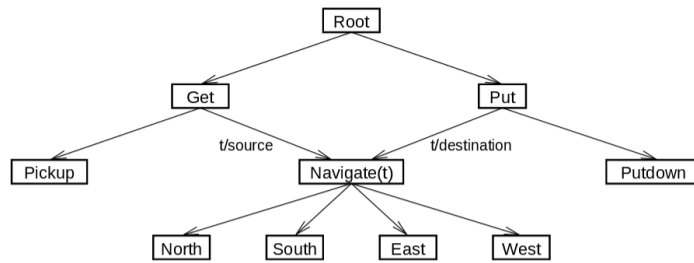 Root
Get
Put
t/source
t/destination
Pickup
Navigate(t)
Putdown
North
South
East
West